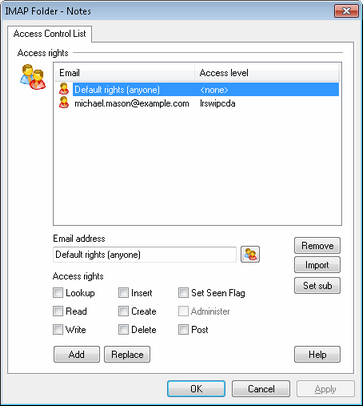 IMAP Folder - Notes
Access Control List
Access rights
Email Access level
Default rights (anyone) <none>
michael.mason@example.com lrswipcda
Email address
Default rights (anyone)
Remove
Access rights
Import
Lookup Insert Set Seen Flag
Set sub
Read Create Administer
Write Delete Post
Add Replace Help
OK Cancel Apply